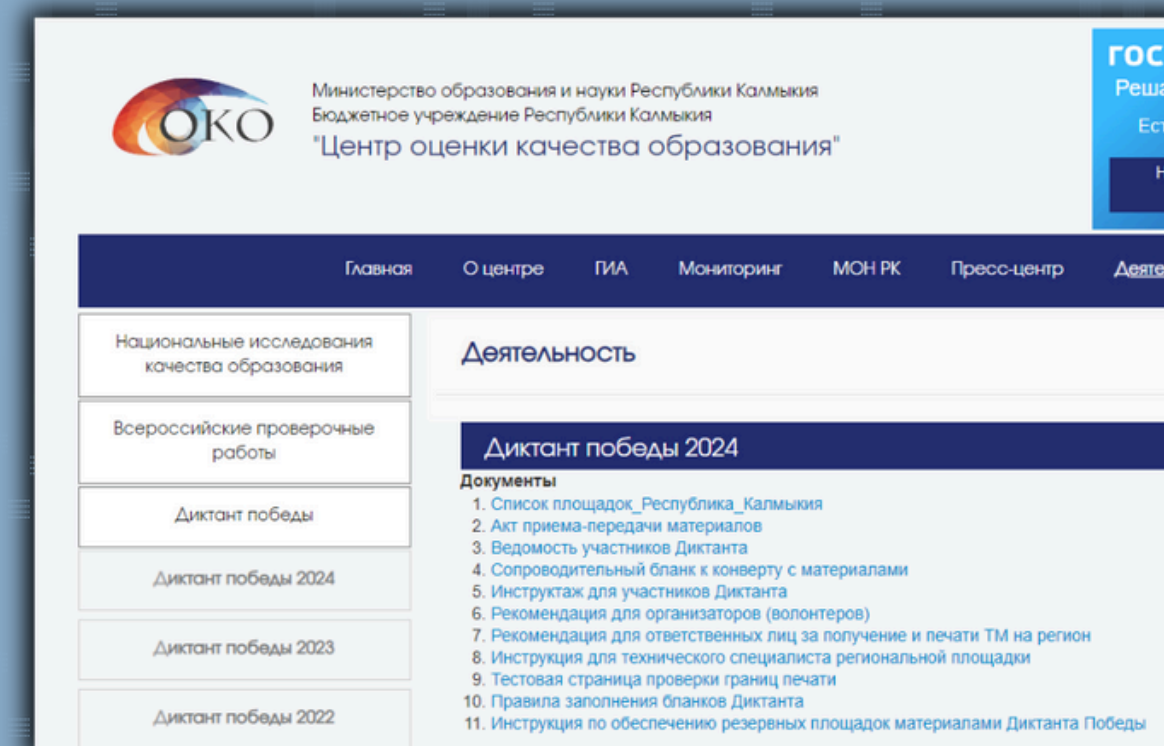 ОКО
Министерство образования и науки Республики Калмыкия
Бюджетное учреждение Республики Калмыкия
"Центр оценки качества образования"
Главная
О центре
ГИА
Мониторинг
МОН РК
Пресс-центр
Национальные исследования
качества образования
Всероссийские проверочные
работы
Диктант победы
Диктант победы 2024
Диктант победы 2023
Диктант победы 2022
Деятельность
Диктант победы 2024
Документы
1. Список площадок_Республика_Калмыкия
2. Акт приема-передачи материалов
3. Ведомость участников Диктанта
4. Сопроводительный бланк к конверту с материалами
5. Инструктаж для участников Диктанта
6. Рекомендация для организаторов (волонтеров)
7. Рекомендация для ответственных лиц за получение и печати ТМ на регион
8. Инструкция для технического специалиста региональной площадки
9. Тестовая страница проверки границ печати
10. Правила заполнения бланков Диктанта
11. Инструкция по обеспечению резервных площадок материалами Диктанта Победы